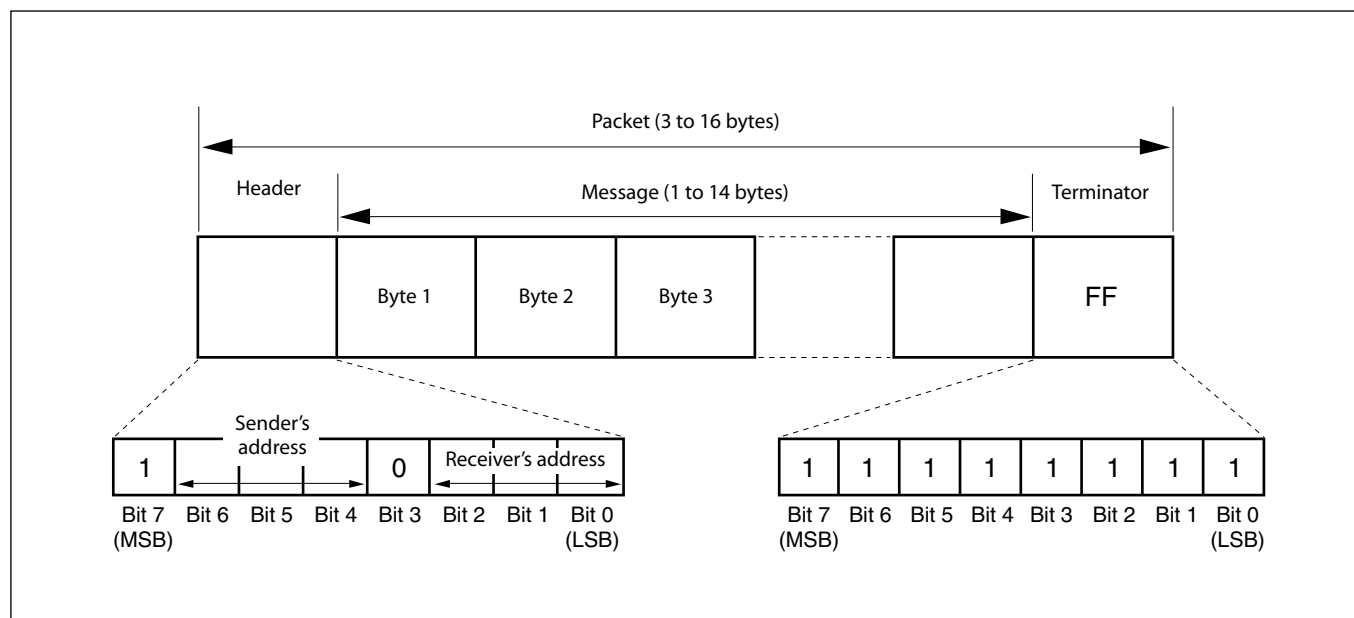 Packet (3 to 16 bytes)
Header
Message (1 to 14 bytes)
Terminator
Byte 1
Byte 2
Byte 3
FF
Sender’s
address
1
0
Receiver’s address
Bit 7
(MSB)
Bit 6
Bit 5
Bit 4
Bit 3
Bit 2
Bit 1
Bit 0
(LSB)
1 1 1 1 1 1 1 1
Bit 7
(MSB)
Bit 6
Bit 5
Bit 4
Bit 3
Bit 2
Bit 1
Bit 0
(LSB)